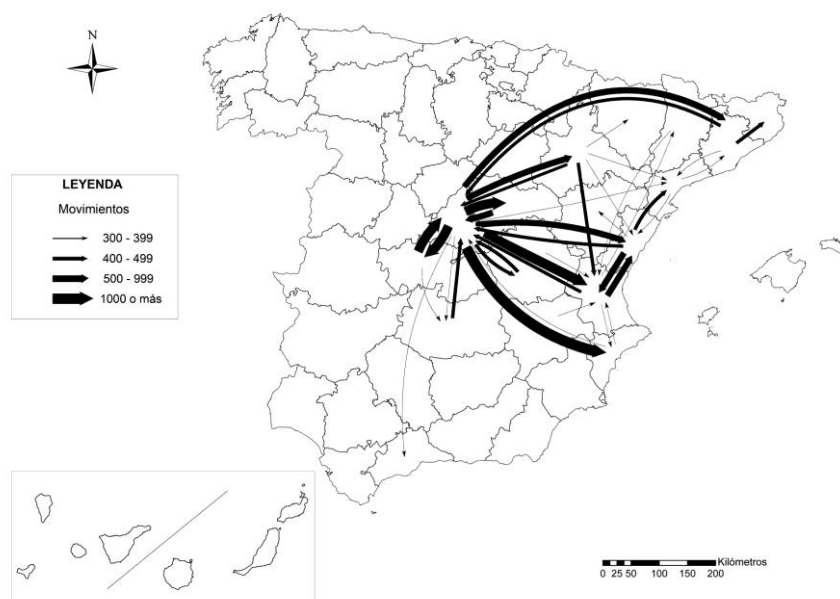 N
LEYENDA
Movimientos
300 - 399
400 - 499
500 - 999
1000 o más
Kilómetros
0 25 50 100 150 200